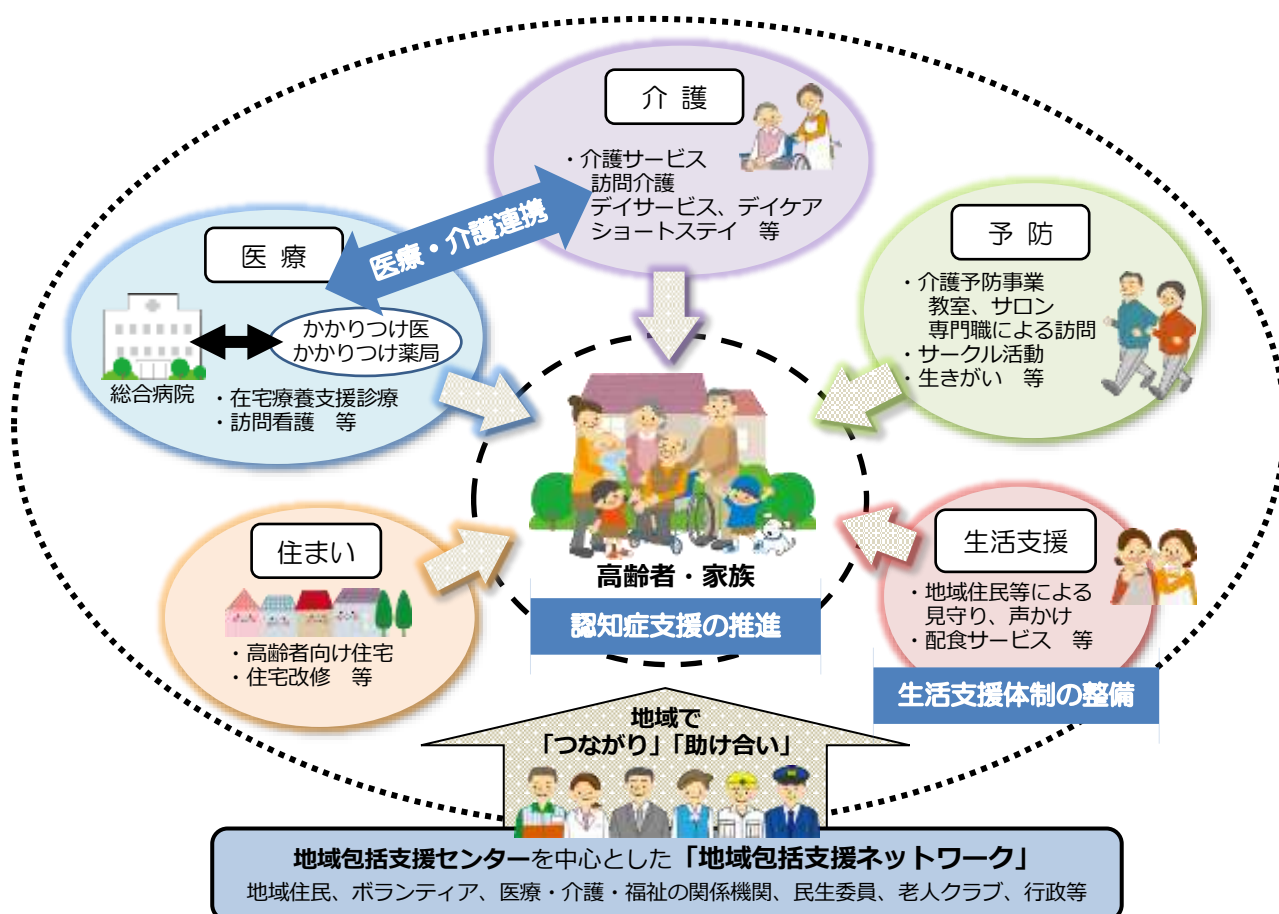 介 護
・介護サービス
訪問介護
デイサービス、デイケア
ショートステイ　等
医療・介護連携
医 療
かかりつけ医
かかりつけ薬局
総合病院
・在宅療養支援診療
・訪問看護　等
予 防
・介護予防事業
教室、サロン
専門職による訪問
・サークル活動
・生きがい　等
住まい
・高齢者向け住宅
・住宅改修　等
高齢者・家族
認知症支援の推進
生活支援
・地域住民等による
見守り、声かけ
・配食サービス　等
生活支援体制の整備
地域で
「つながり」「助け合い」
地域包括支援センターを中心とした「地域包括支援ネットワーク」
地域住民、ボランティア、医療・介護・福祉の関係機関、民生委員、老人クラブ、行政等